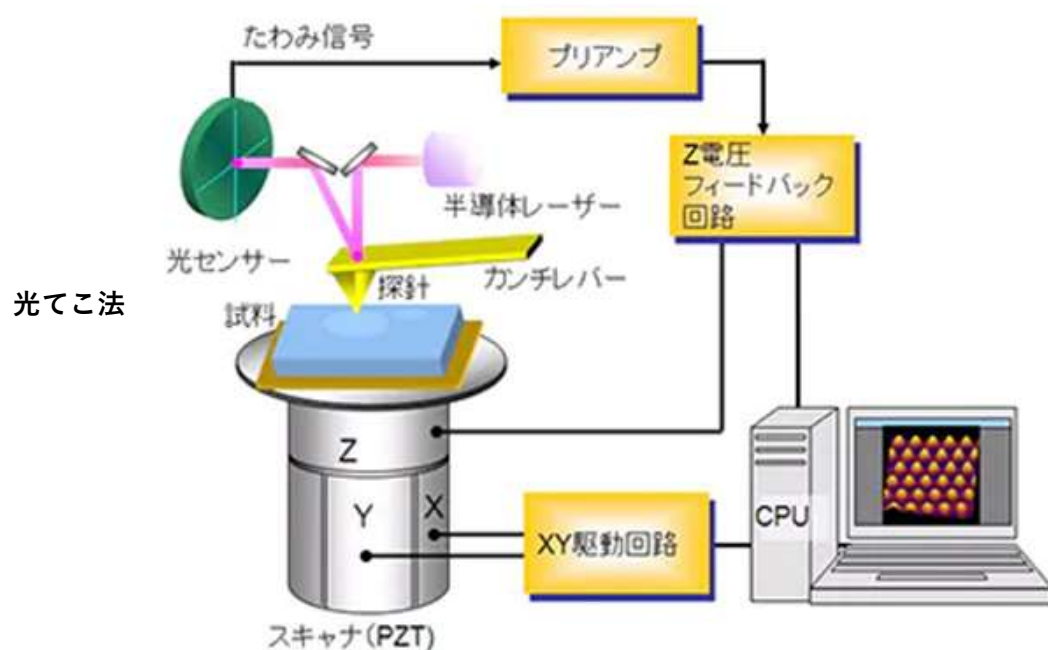 たわみ信号
プリアンプ
Z電圧
フィードバック
回路
半導体レーザー
光センサー
カンチレバー
探針
光てこ法
試料
Z
Y
X
XY駆動回路
CPU
スキャナ(PZT)